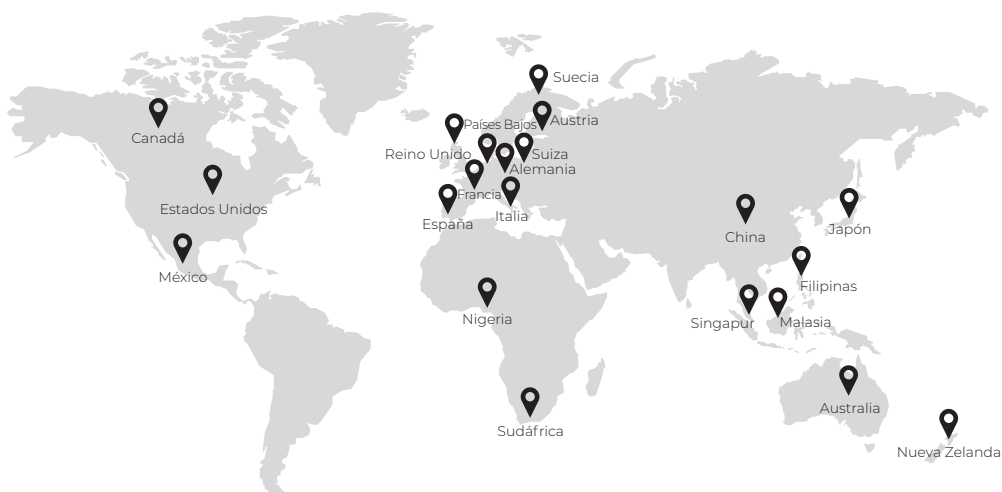 Suecia
Países Bajos
Austria
Canadá
Reino Unido
Suiza
Alemania
Francia
Estados Unidos
España
Italia
China
Japón
México
Filipinas
Nigeria
Singapur
Malasia
Australia
Sudáfrica
Nueva Zelanda